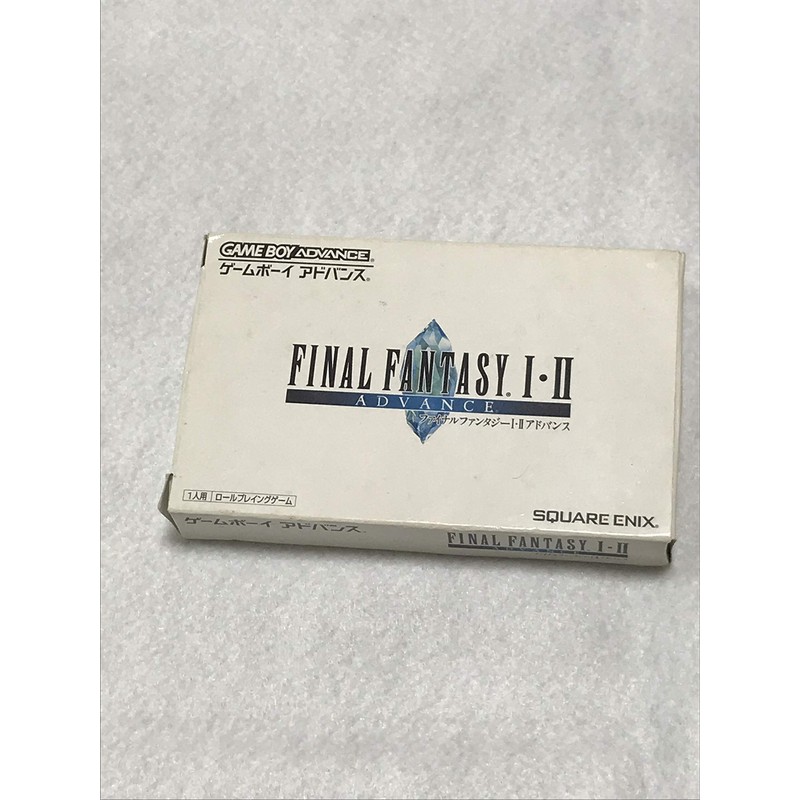 GAME BOY ADVANCE
ゲームボーイ アドバンス
FINAL FANTASY I・II
ADVANCE
ファイナルファンタジーI・II アドバンス
1人用 ロールプレイングゲーム
SQUARE ENIX
ゲームボーイ アドバンス
FINAL FANTASY I・II
ADVANCE